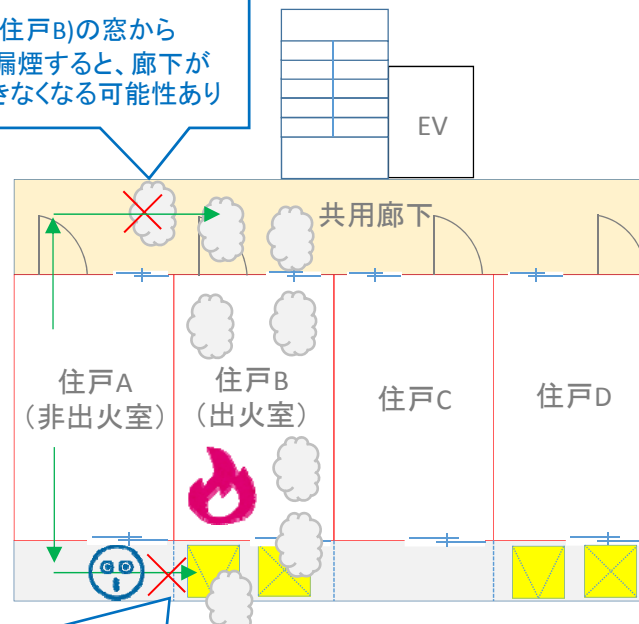 住戸B)の窓から
漏煙すると、廊下が
きなくなる可能性あり
EV
共用廊下
住戸A
（非出火室）
住戸B
（出火室）
住戸C
住戸D